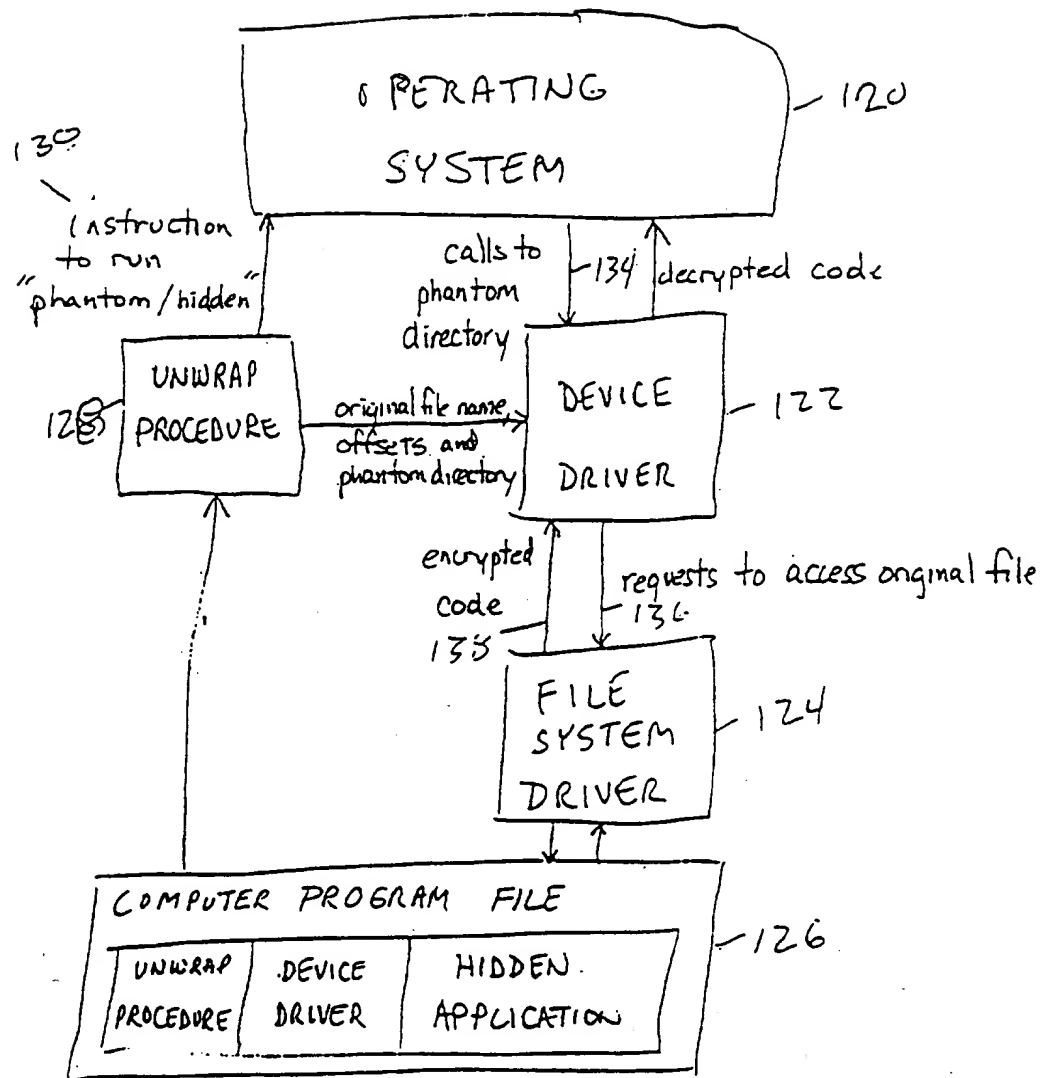 OPERATING
SYSTEM
120
130
instruction
to run
"phantom/hidden"
calls to
phantom
directory
134
decrypted code
UNWRAP
PROCEDURE
128
original file name,
offsets and
phantom directory
DEVICE
DRIVER
122
encrypted
code
138
requests to access original file
136
FILE
SYSTEM
DRIVER
124
COMPUTER PROGRAM FILE
UNWRAP
PROCEDURE
DEVICE
DRIVER
HIDDEN
APPLICATION
126